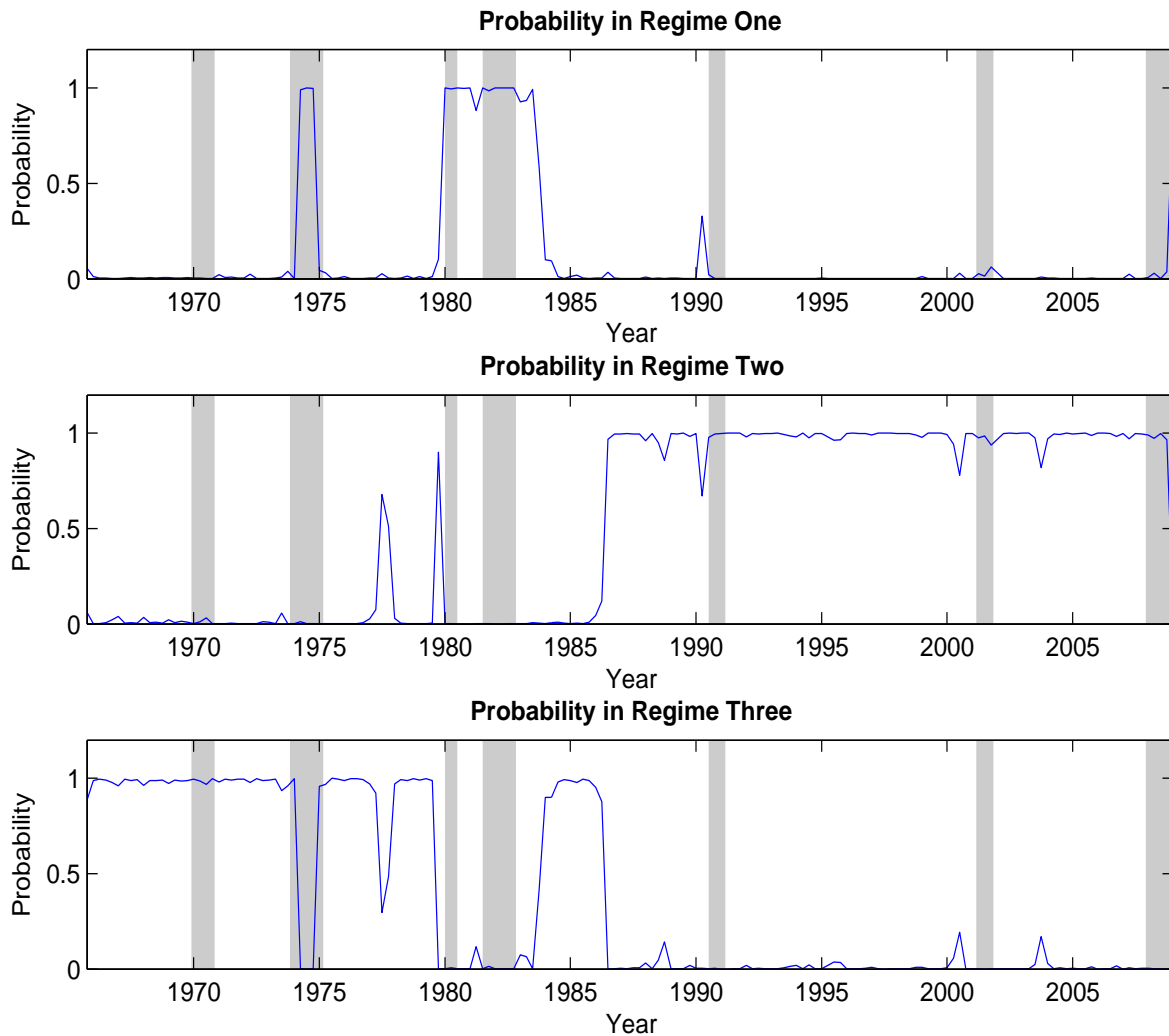 Probability in Regime One
1
0.5
0
Probability
1970 1975 1980 1985 1990 1995 2000 2005
Year
Probability in Regime Two
1
0.5
0
Probability
1970 1975 1980 1985 1990 1995 2000 2005
Year
Probability in Regime Three
1
0.5
0
Probability
1970 1975 1980 1985 1990 1995 2000 2005
Year